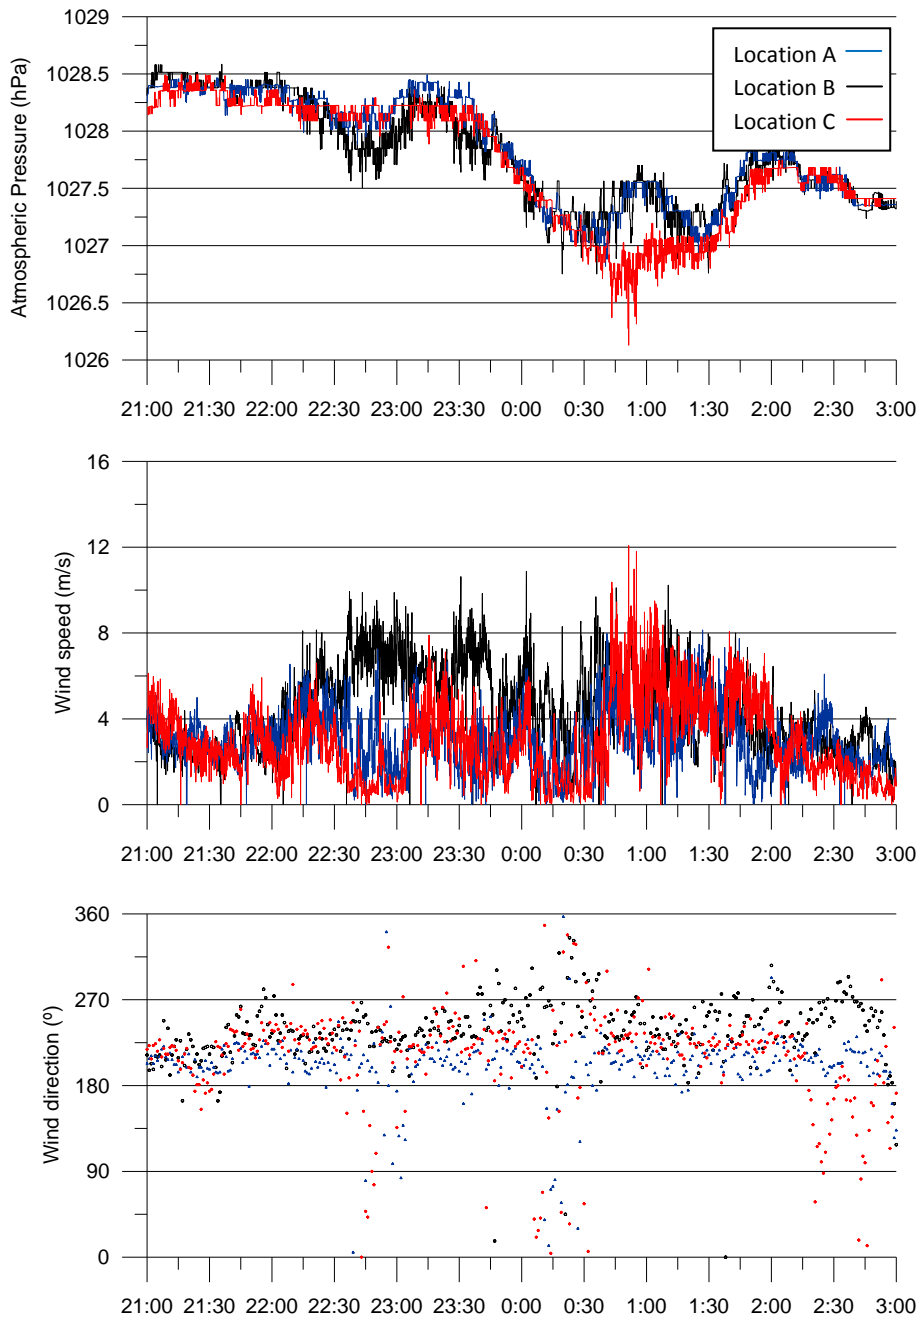 1029
1028.5
1028
1027.5
1027
1026.5
1026
Atmospheric Pressure (hPa)
Location A
Location B
Location C
21:00 21:30 22:00 22:30 23:00 23:30 0:00 0:30 1:00 1:30 2:00 2:30 3:00
16
12
8
4
0
Wind speed (m/s)
21:00 21:30 22:00 22:30 23:00 23:30 0:00 0:30 1:00 1:30 2:00 2:30 3:00
360
270
180
90
0
Wind direction (º)
21:00 21:30 22:00 22:30 23:00 23:30 0:00 0:30 1:00 1:30 2:00 2:30 3:00